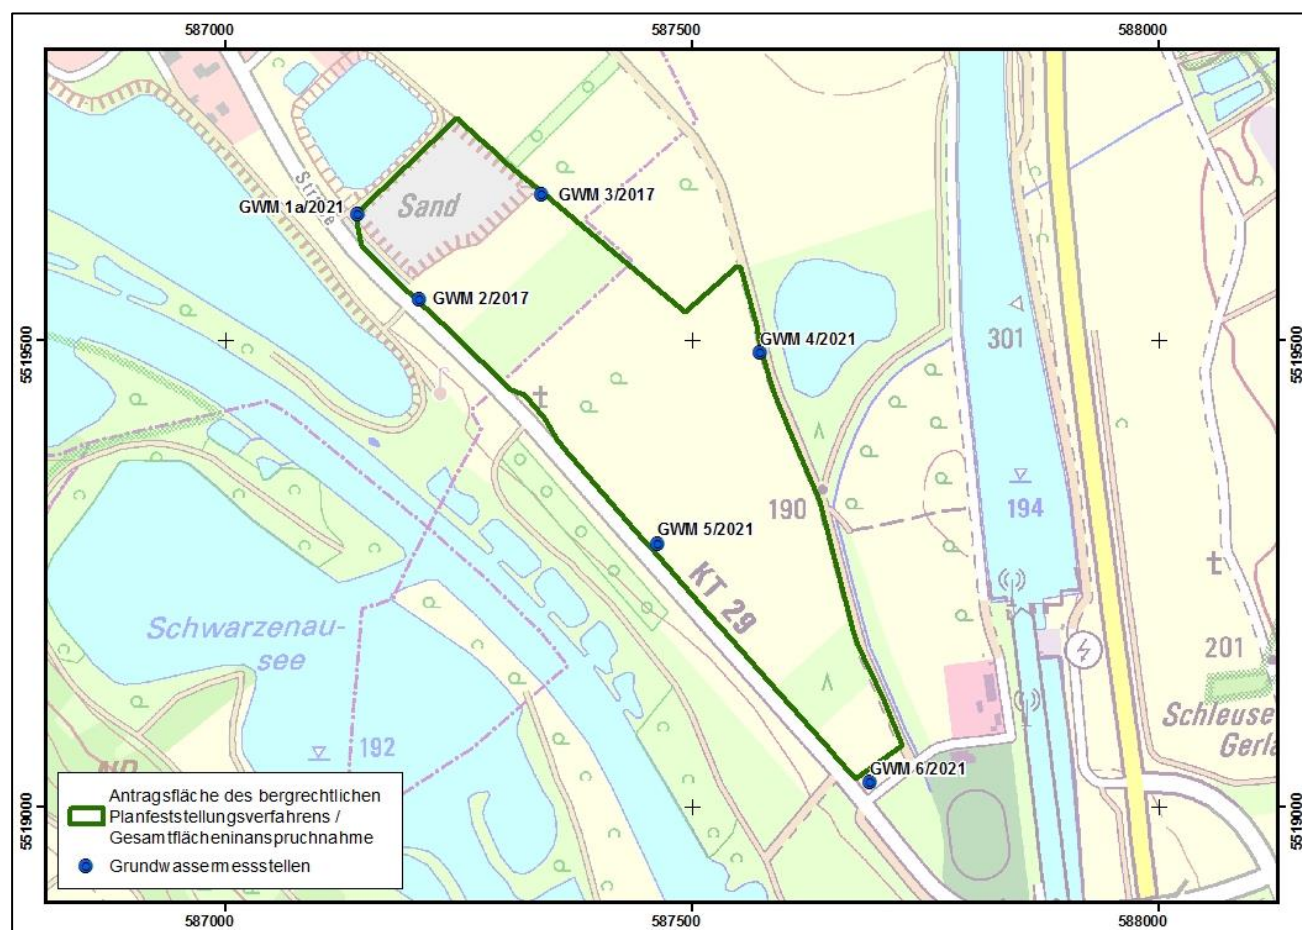 587000
587500
588000
Straße
GWM 3/2017
Sand
GWM 1a/2021
GWM 2/2017
5519500
5519500
301
GWM 4/2021
190
194
GWM 5/2021
KT 29
Schwarzenau-
see
201
192
Schleuse
Gerla
ND
GWM 6/2021
Antragsfläche des bergrechtlichen
Planfeststellungsverfahrens /
Gesamtflächeninanspruchnahme
Grundwassermessstellen
5519000
5519000
587000
587500
588000